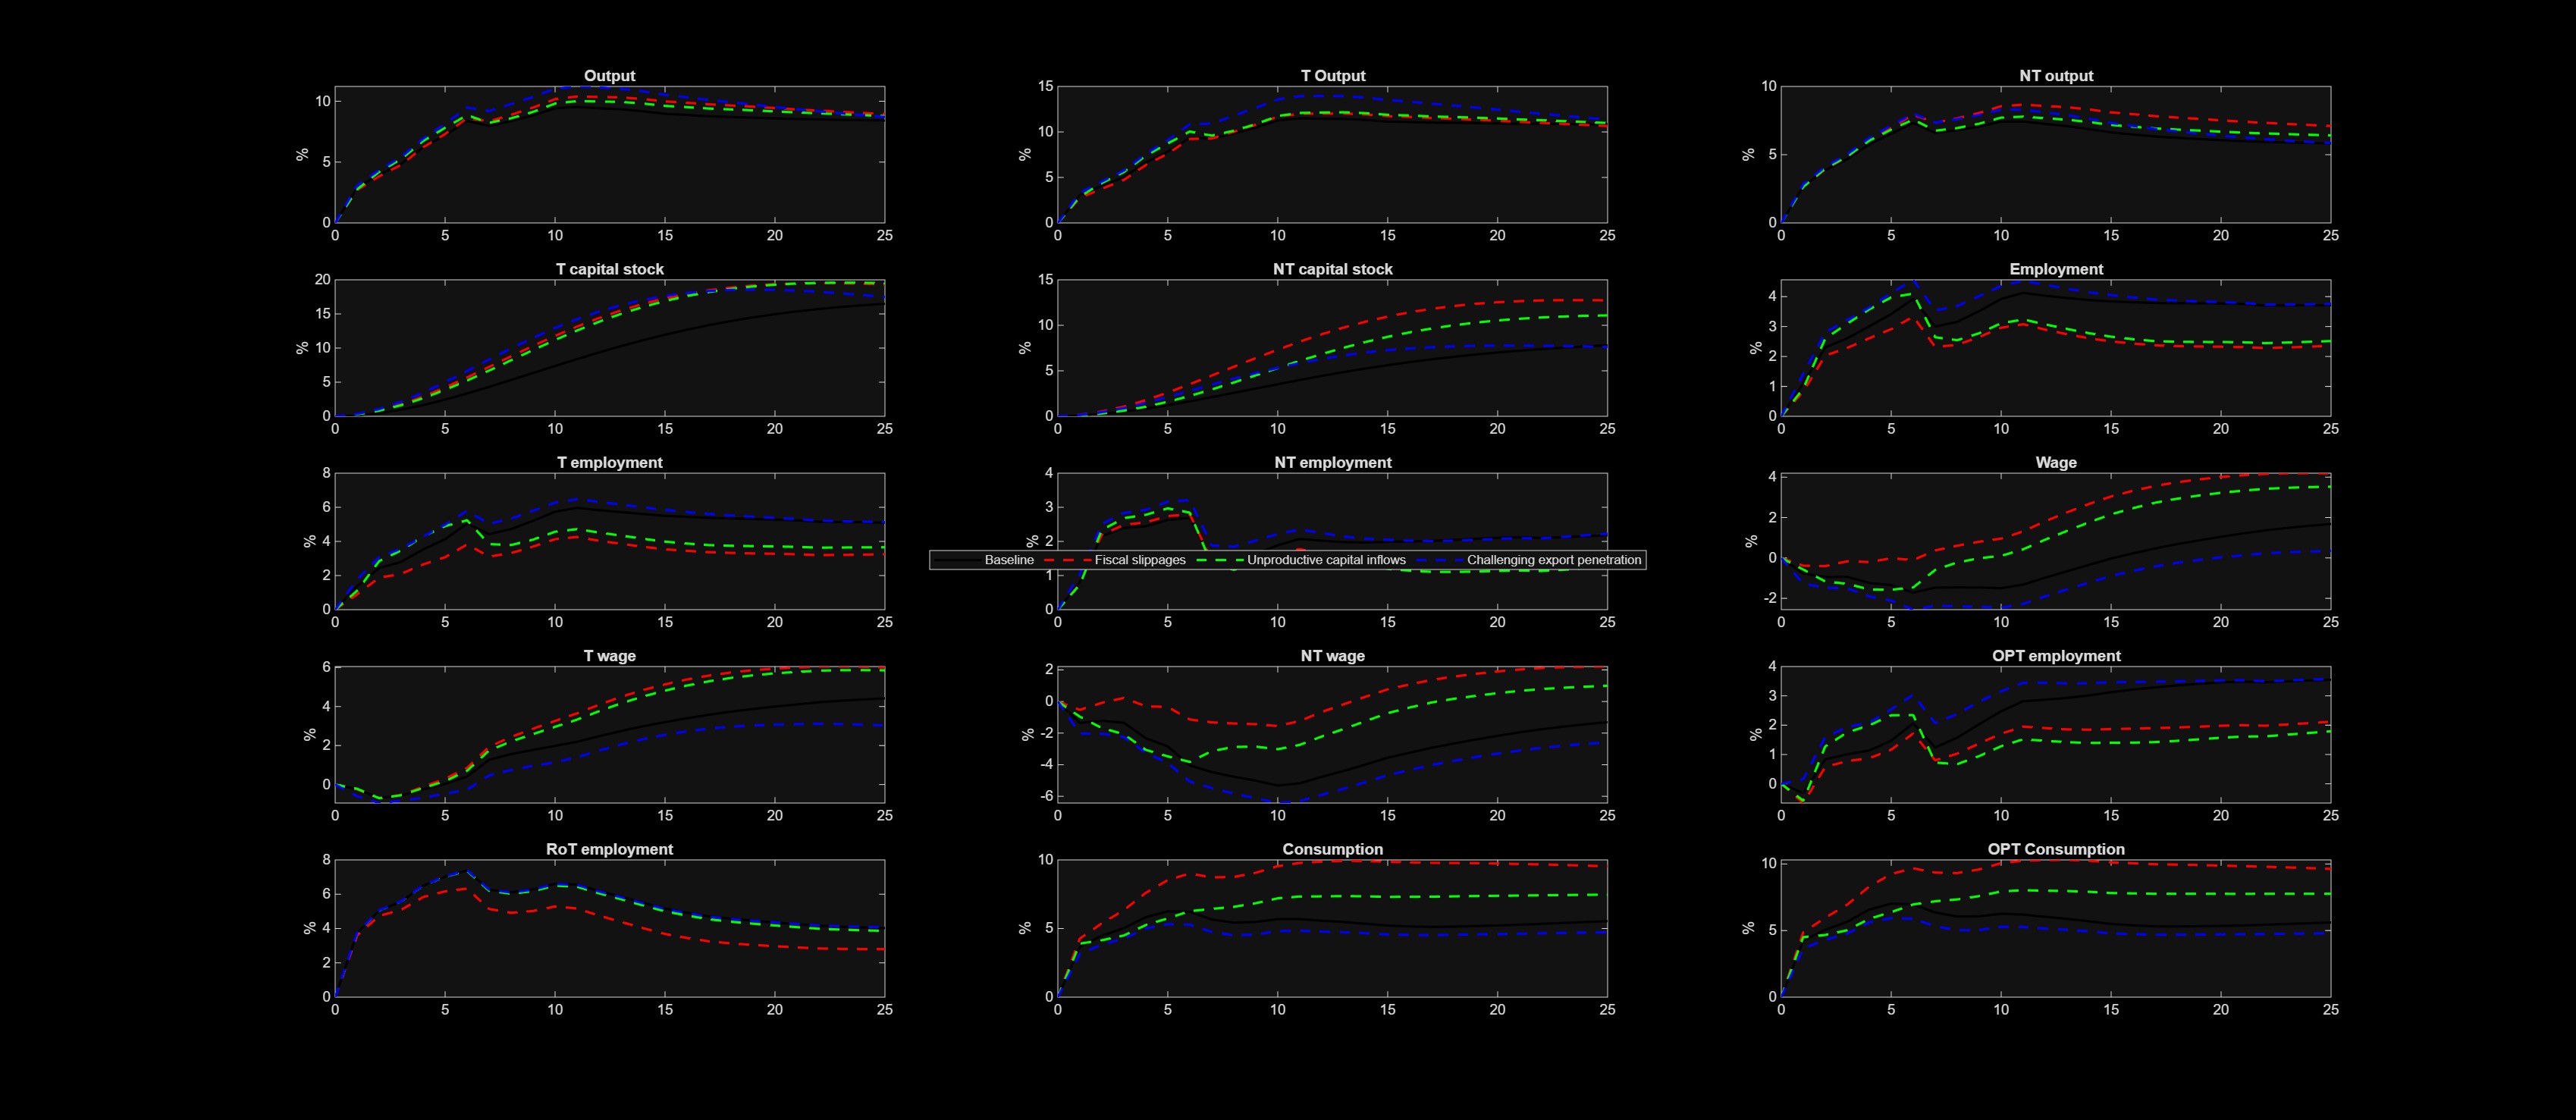 Output
T Output
NT output
10
5
0
%
0 5 10 15 20 25
15
10
5
0
%
0 5 10 15 20 25
10
5
0
%
0 5 10 15 20 25
T capital stock
NT capital stock
Employment
20
15
10
5
0
%
0 5 10 15 20 25
15
10
5
0
%
0 5 10 15 20 25
4
3
2
1
0
%
0 5 10 15 20 25
T employment
NT employment
Wage
8
6
4
2
0
%
0 5 10 15 20 25
4
3
2
1
0
%
0 5 10 15 20 25
4
2
0
-2
%
0 5 10 15 20 25
Baseline Fiscal slippages Unproductive capital inflows Challenging export penetration
T wage
NT wage
OPT employment
6
4
2
0
%
0 5 10 15 20 25
2
0
-2
-4
-6
%
0 5 10 15 20 25
4
3
2
1
0
%
0 5 10 15 20 25
RoT employment
Consumption
OPT Consumption
8
6
4
2
0
%
0 5 10 15 20 25
10
5
0
%
0 5 10 15 20 25
10
5
0
%
0 5 10 15 20 25